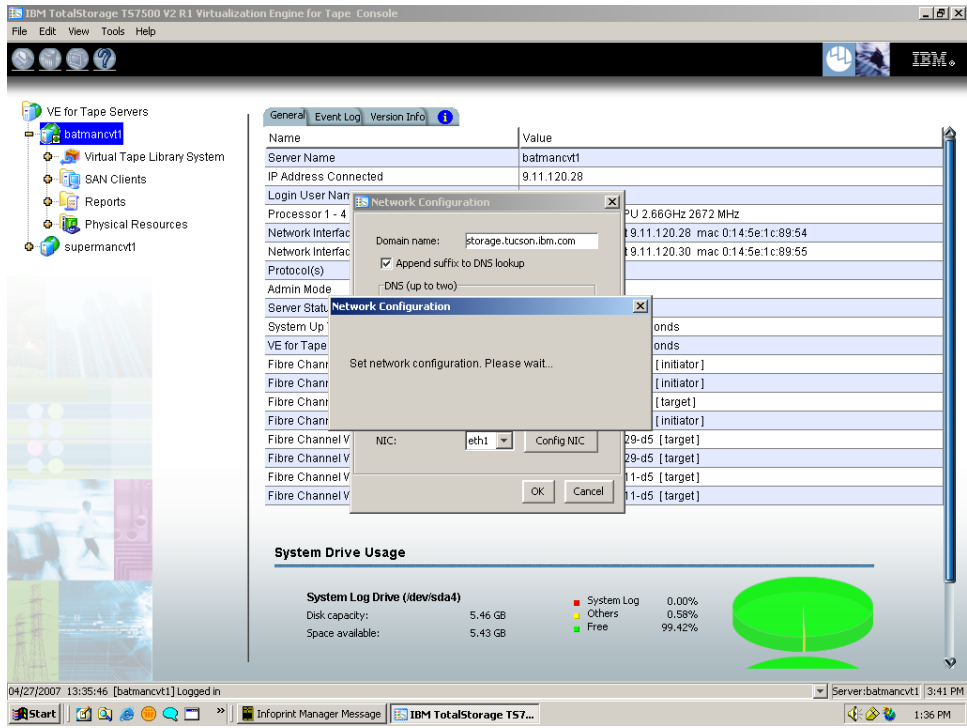 IBM TotalStorage TS7500 V2 R1 Virtualization Engine for Tape Console
File Edit View Tools Help
IBM
VE for Tape Servers
batmancvt1
Virtual Tape Library System
SAN Clients
Reports
Physical Resources
supermancvt1
General Event Log Version Info
Name Value
Server Name batmancvt1
IP Address Connected 9.11.120.28
Login User Nam
Processor 1 - 4 PU 2.66GHz 2672 MHz
Network Interfac t 9.11.120.28 mac 0:14:5e:1c:89:54
Network Interfac t 9.11.120.30 mac 0:14:5e:1c:89:55
Protocol(s)
Admin Mode
Server Statu
System Up onds
VE for Tape onds
Fibre Chann [initiator]
Fibre Chann [initiator]
Fibre Chann [target]
Fibre Chann [initiator]
Fibre Channel V 29-d5 [target]
Fibre Channel V 29-d5 [target]
Fibre Channel V 11-d5 [target]
Fibre Channel V 11-d5 [target]
Network Configuration
Domain name: storage.tucson.ibm.com
Append suffix to DNS lookup
DNS (up to two)
Network Configuration
Set network configuration. Please wait...
NIC: eth1 Config NIC
OK Cancel
System Drive Usage
System Log Drive (/dev/sda4)
Disk capacity: 5.46 GB
Space available: 5.43 GB
System Log 0.00%
Others 0.58%
Free 99.42%
04/27/2007 13:35:46 [batmancvt1] Logged in
Server:batmancvt1 3:41 PM
Start » Infoprint Manager Message IBM TotalStorage TS7... 1:36 PM